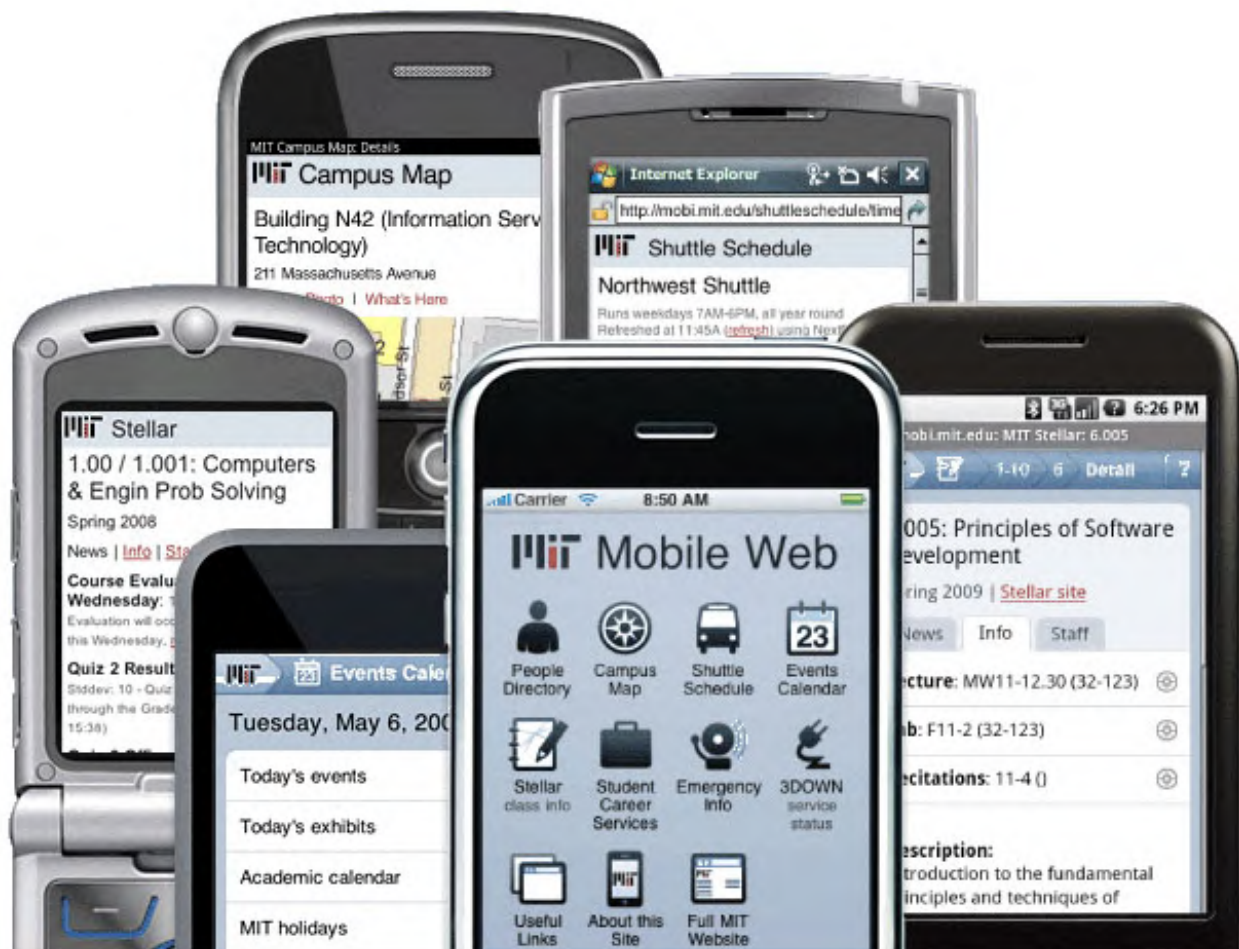 MIT Campus Map: Details
MIT Campus Map
Building N42 (Information Serv
Technology)
211 Massachusetts Avenue
Photo | What's Here
Internet Explorer
http://mobi.mit.edu/shuttleschedule/time
MIT Shuttle Schedule
Northwest Shuttle
Runs weekdays 7AM-6PM, all year round
Refreshed at 11:45A (refresh) using Next
MIT Stellar
1.00 / 1.001: Computers
& Engin Prob Solving
Spring 2008
News | Info | Sta
Course Evalua
Wednesday:
Evaluation will occ
this Wednesday,
Quiz 2 Result
Stddev: 10 - Quiz
through the Grade
15:38)
MIT 23 Events Cale
Tuesday, May 6, 200
Today's events
Today's exhibits
Academic calendar
MIT holidays
Carrier 8:50 AM
MIT Mobile Web
23
People
Directory
Campus
Map
Shuttle
Schedule
Events
Calendar
Stellar
class info
Student
Career
Services
Emergency
Info
3DOWN
service
status
MIT
Useful
Links
About this
Site
Full MIT
Website
3G 6:26 PM
mobi.mit.edu: MIT Stellar: 6.005
1-10 6 Detail ?
005: Principles of Software
evelopment
ring 2009 | Stellar site
News Info Staff
ecture: MW11-12.30 (32-123)
ab: F11-2 (32-123)
ecitations: 11-4 ()
escription:
troduction to the fundamental
inciples and techniques of